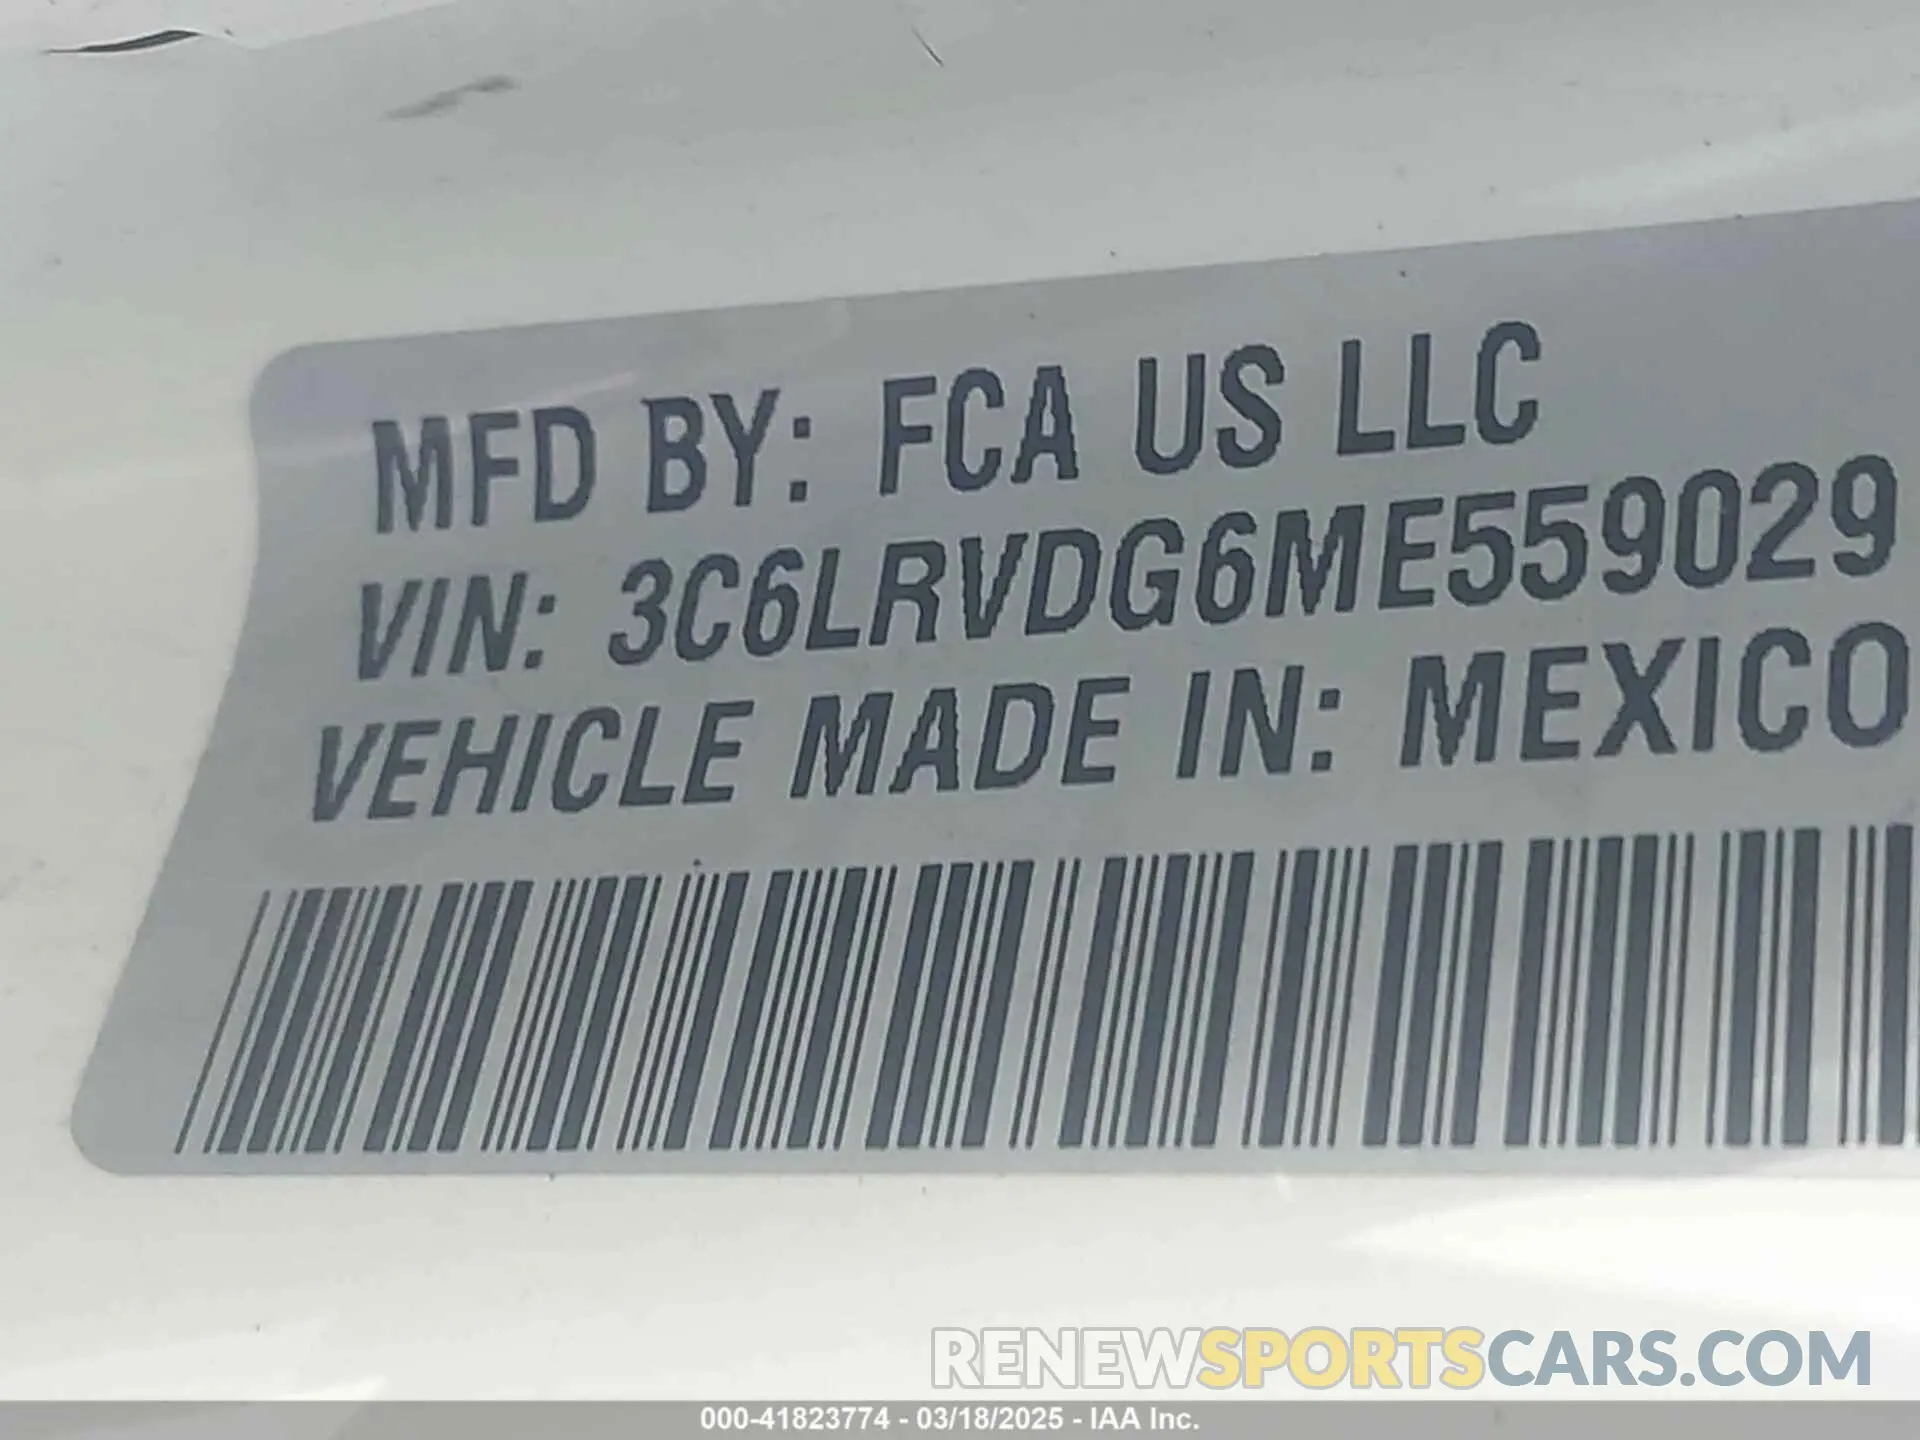 MFD BY: FCA US LLC
VIN: 3C6LRVDG6ME559029
VEHICLE MADE IN: MEXICO
RENEWSPORTSCARS.COM
000-41823774 - 03/18/2025 - IAA Inc.